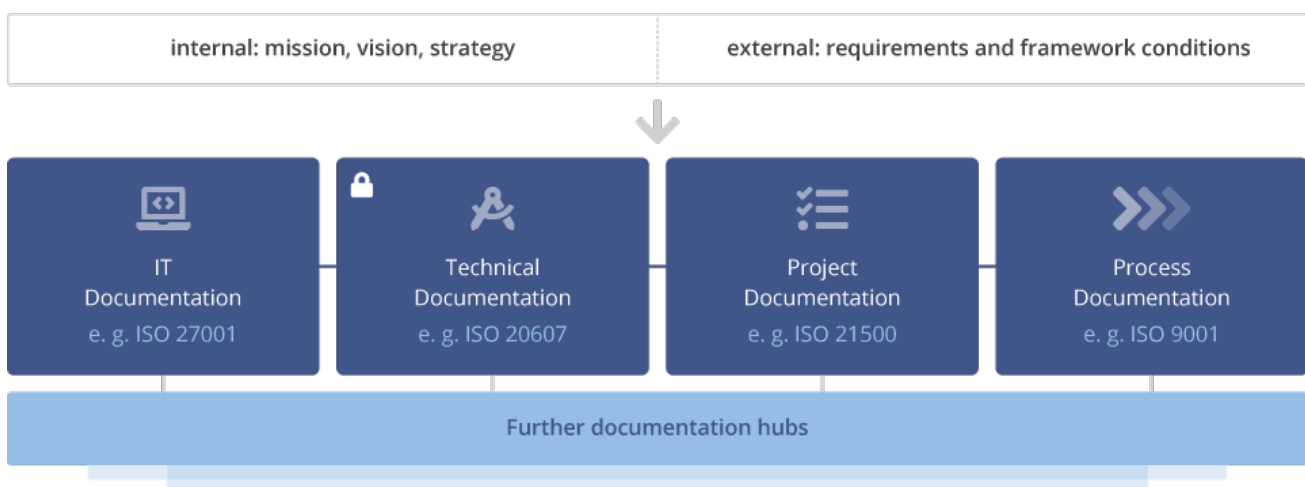 internal: mission, vision, strategy
external: requirements and framework conditions
IT
Documentation
e. g. ISO 27001
Technical
Documentation
e. g. ISO 20607
Project
Documentation
e. g. ISO 21500
Process
Documentation
e. g. ISO 9001
Further documentation hubs